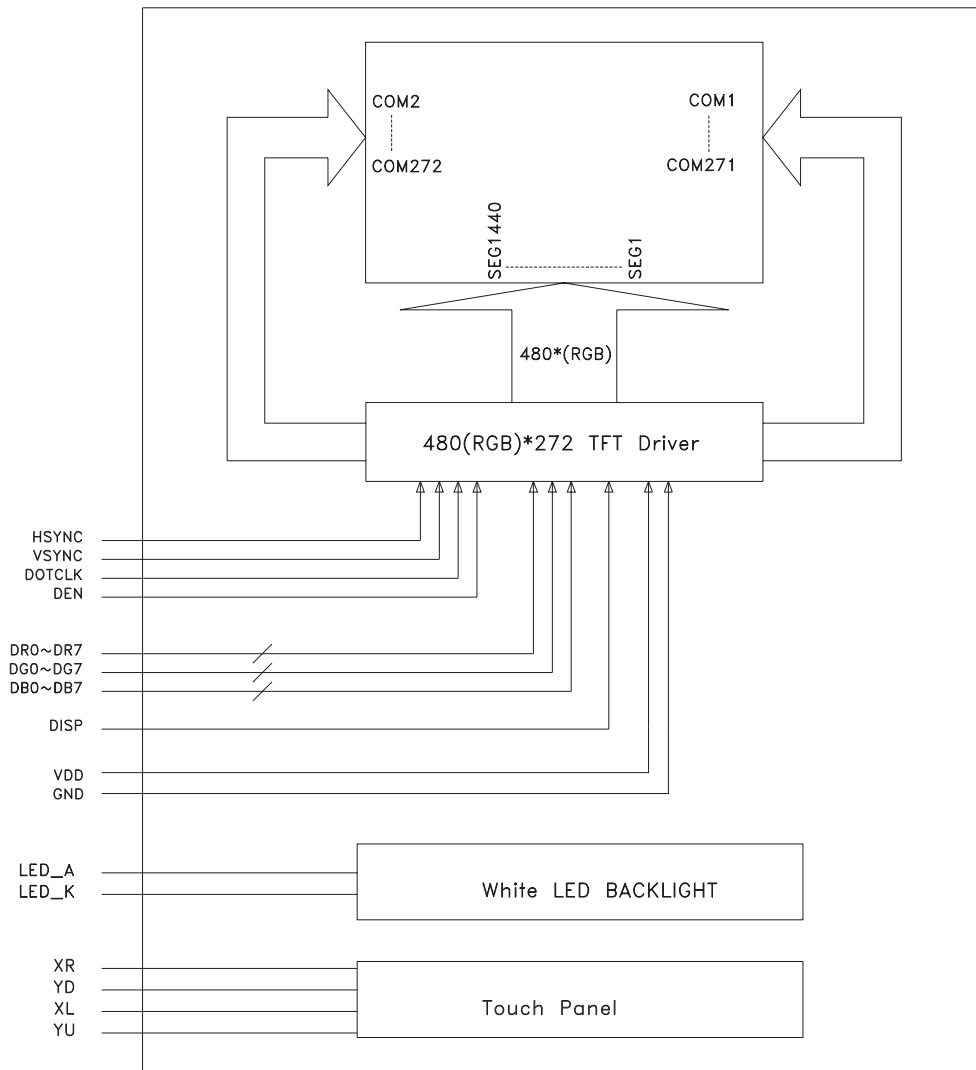 COM2
COM1
COM272
COM271
SEG1440
SEG1
480*(RGB)
480(RGB)*272 TFT Driver
HSYNC
VSYNC
DOTCLK
DEN
DR0~DR7
DG0~DG7
DB0~DB7
DISP
VDD
GND
LED_A
LED_K
White LED BACKLIGHT
XR
YD
XL
YU
Touch Panel